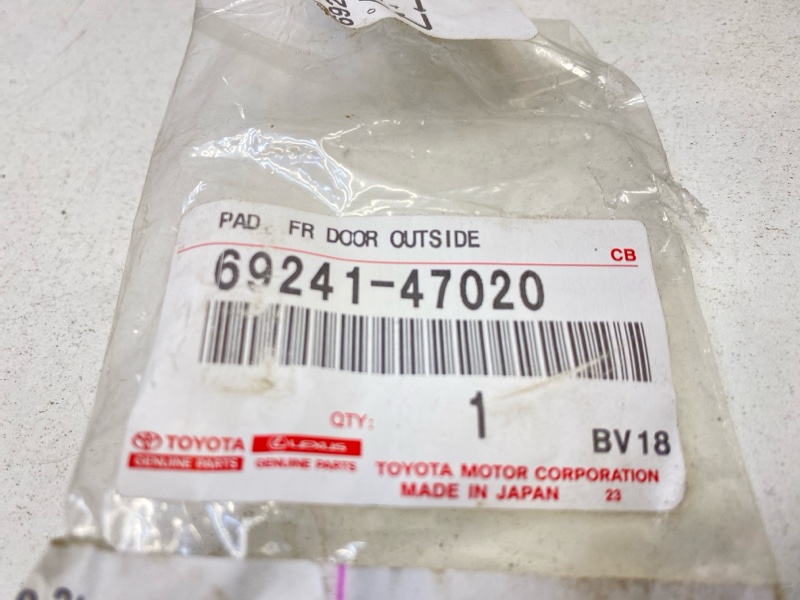 PAD, FR DOOR OUTSIDE
CB
69241-47020
QTY: 1
BV18
TOYOTA LEXUS
GENUINE PARTS GENUINE PARTS
TOYOTA MOTOR CORPORATION
MADE IN JAPAN 23